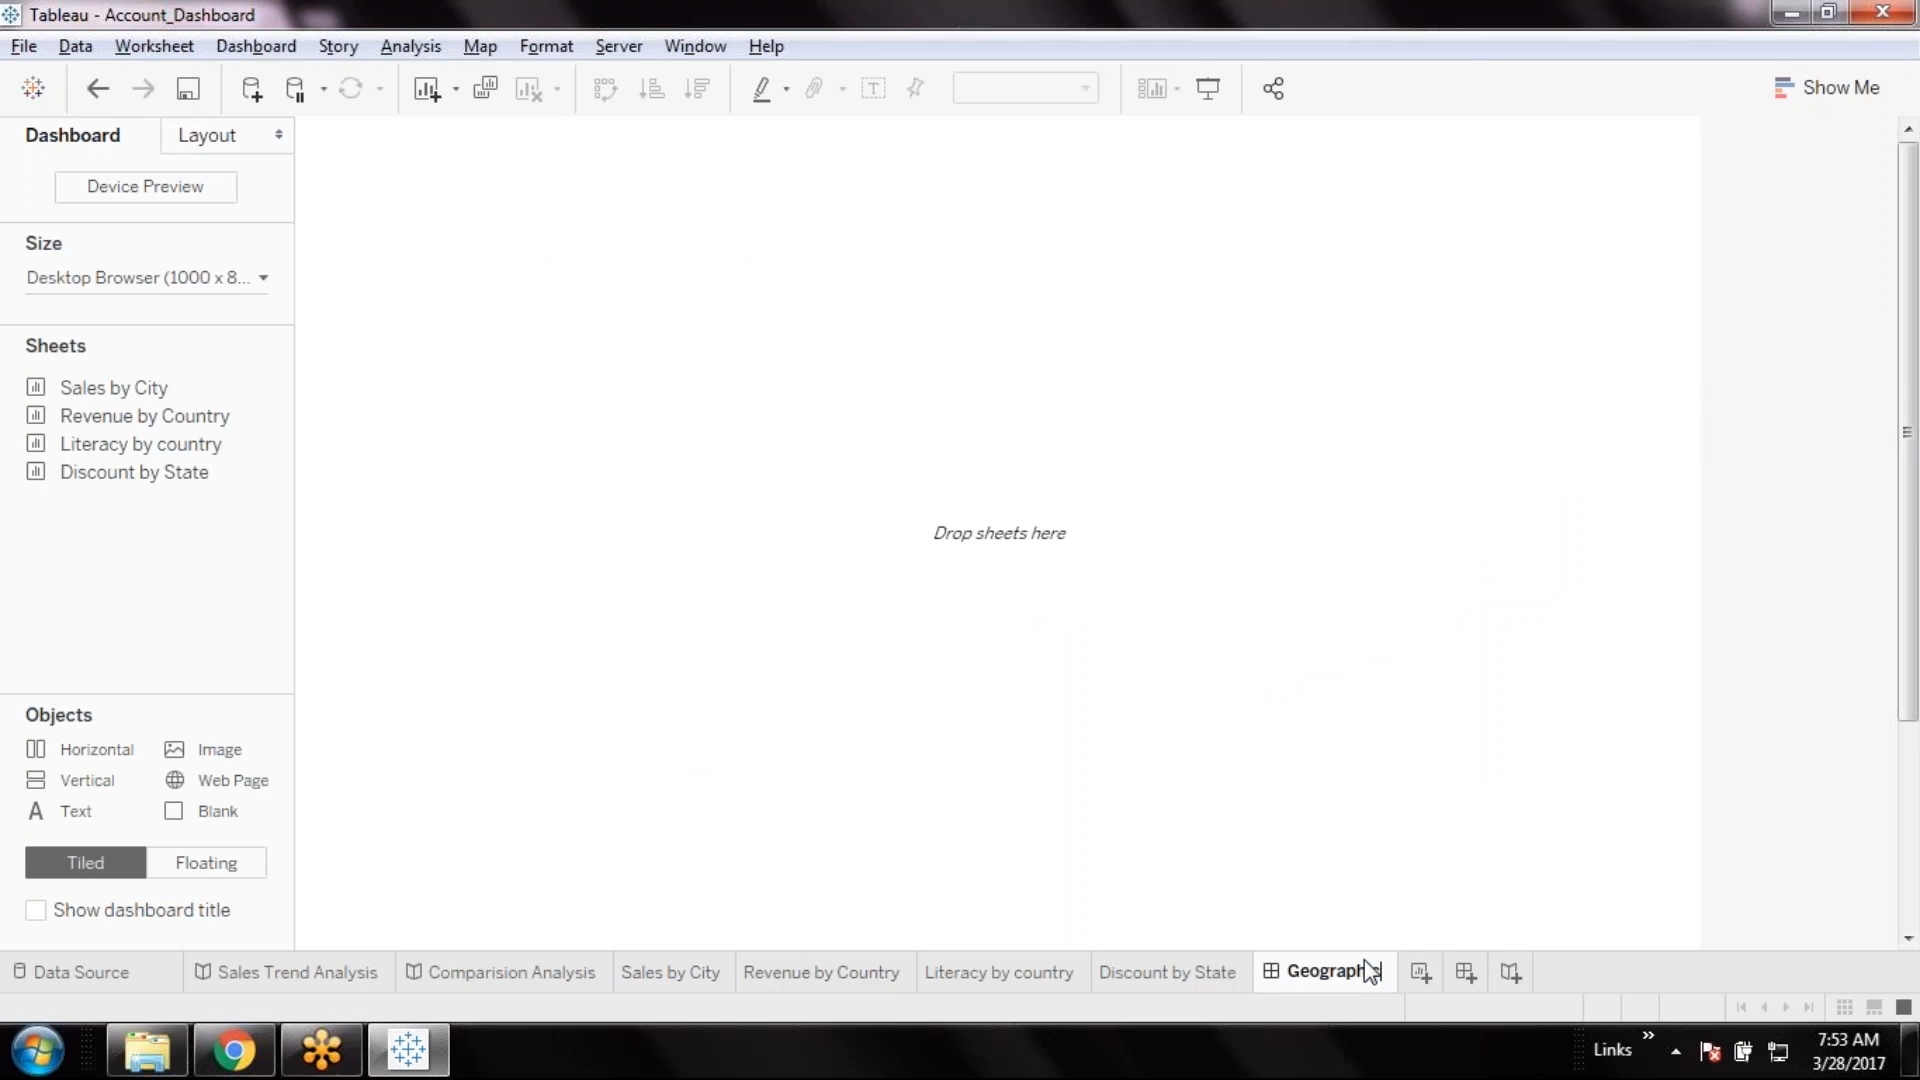 Tableau - Account_Dashboard
File Data Worksheet Dashboard Story Analysis Map Format Server Window Help
Show Me
Dashboard Layout
Device Preview
Size
Desktop Browser (1000 x 8...
Sheets
Sales by City
Revenue by Country
Literacy by country
Discount by State
Drop sheets here
Objects
Horizontal Image
Vertical Web Page
A Text Blank
Tiled Floating
Show dashboard title
Data Source Sales Trend Analysis Comparision Analysis Sales by City Revenue by Country Literacy by country Discount by State
Links 7:53 AM
3/28/2017